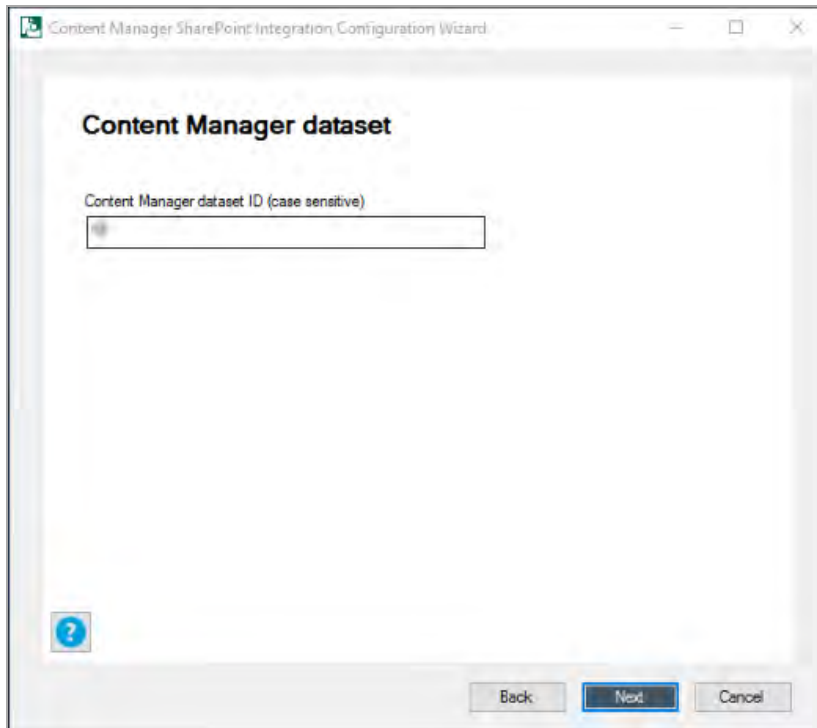 Content Manager SharePoint Integration Configuration Wizard
Content Manager dataset
Content Manager dataset ID (case sensitive)
?
Back Next Cancel